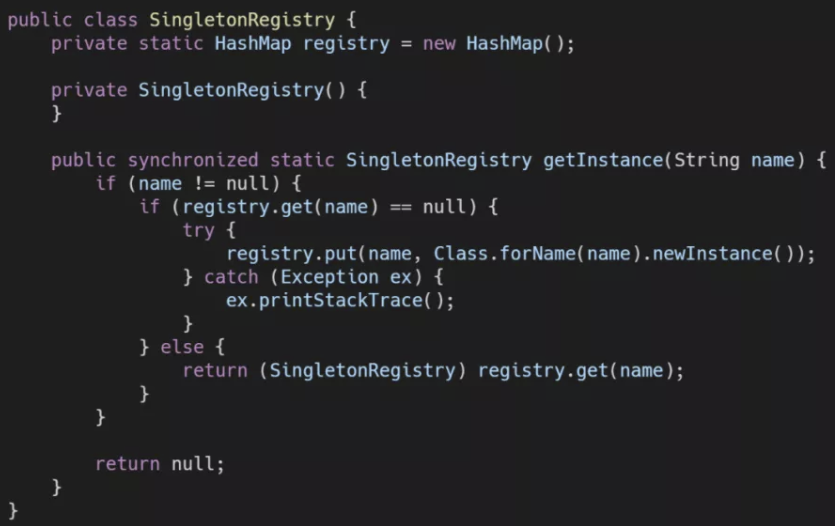 public class SingletonRegistry {
    private static HashMap registry = new HashMap();

    private SingletonRegistry() {
    }

    public synchronized static SingletonRegistry getInstance(String name) {
        if (name != null) {
            if (registry.get(name) == null) {
                try {
                    registry.put(name, Class.forName(name).newInstance());
                } catch (Exception ex) {
                    ex.printStackTrace();
                }
            } else {
                return (SingletonRegistry) registry.get(name);
            }
        }

        return null;
    }
}